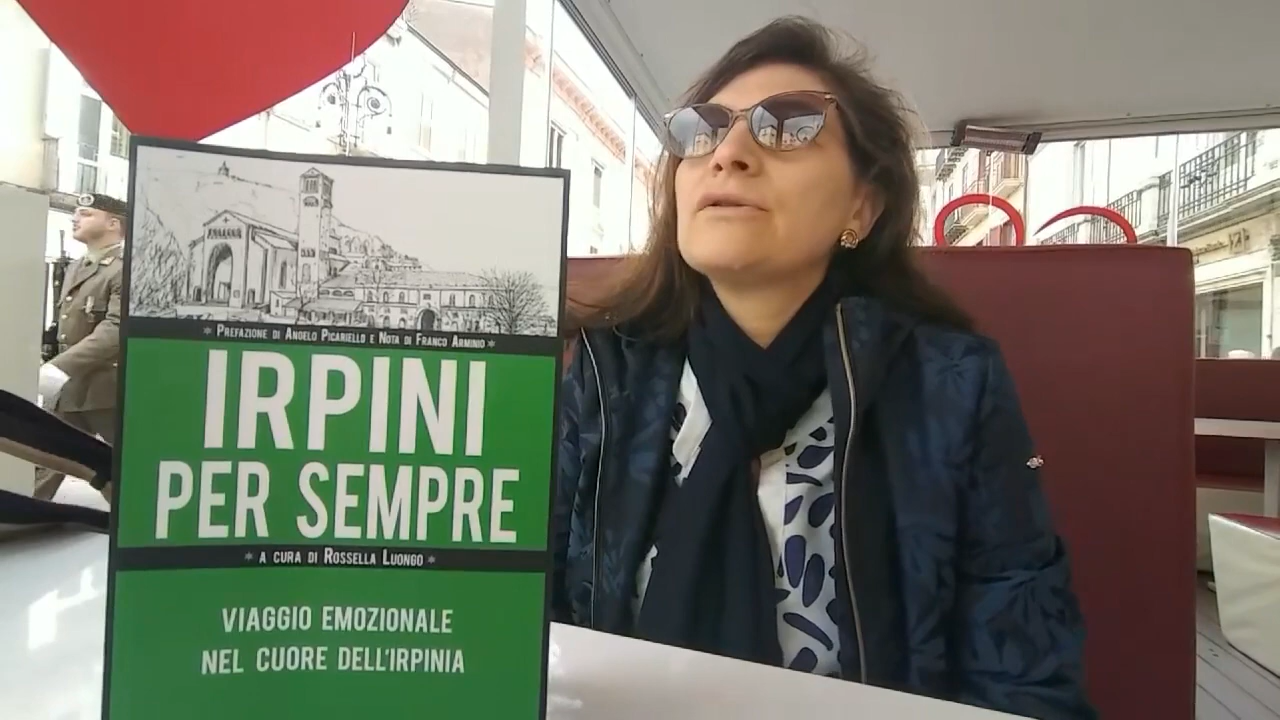 * PREFAZIONE DI ANGELO PICARIELLO E NOTA DI FRANCO ARMINIO *
IRPINI
PER SEMPRE
* A CURA DI ROSSELLA LUONGO *
VIAGGIO EMOZIONALE
NEL CUORE DELL'IRPINIA